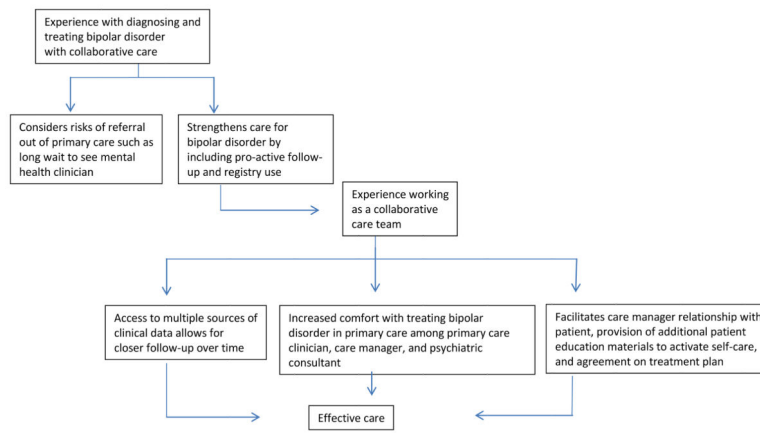 Experience with diagnosing and
treating bipolar disorder
with collaborative care
Considers risks of referral
out of primary care such as
long wait to see mental
health clinician
Strengthens care for
bipolar disorder by
including pro-active follow-
up and registry use
Experience working
as a collaborative
care team
Access to multiple sources of
clinical data allows for
closer follow-up over time
Increased comfort with treating bipolar
disorder in primary care among primary care
clinician, care manager, and psychiatric
consultant
Facilitates care manager relationship with
patient, provision of additional patient
education materials to activate self-care,
and agreement on treatment plan
Effective care